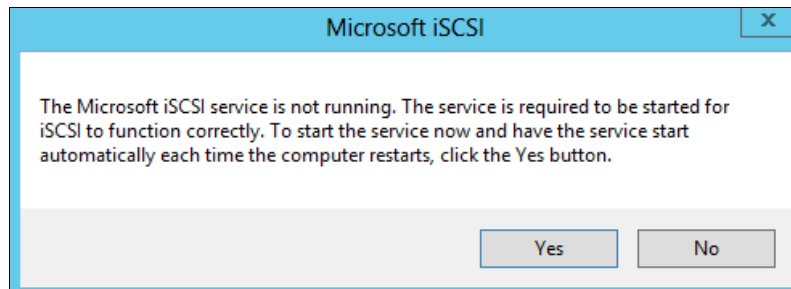 Microsoft iSCSI
x
The Microsoft iSCSI service is not running. The service is required to be started for
iSCSI to function correctly. To start the service now and have the service start
automatically each time the computer restarts, click the Yes button.
Yes No